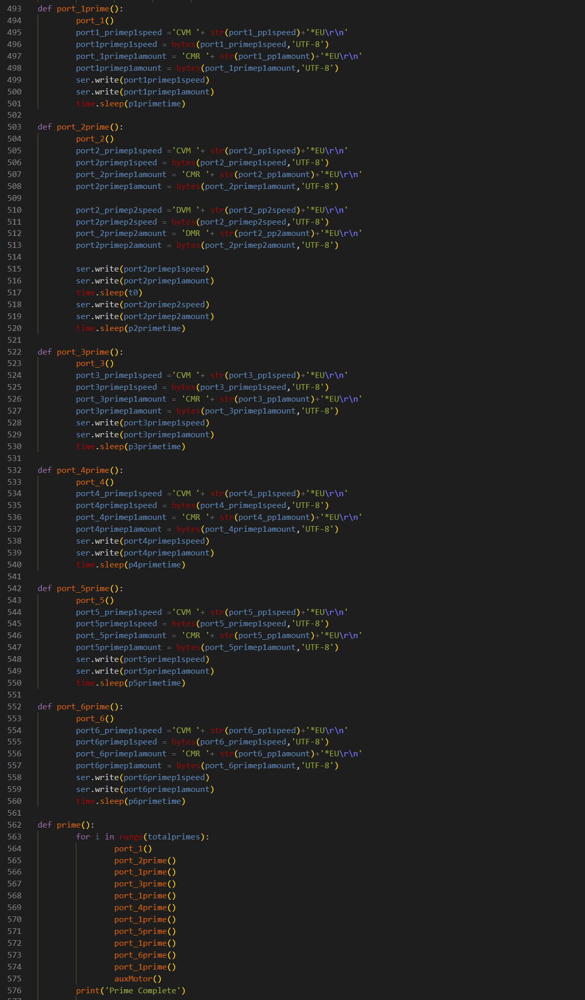 493 def port_1prime():
494 port_1()
495 port1_primep1speed ='CVM '+ str(port1_pp1speed)+'*EU\r\n'
496 port1primep1speed = bytes(port1_primep1speed,'UTF-8')
497 port_1primep1amount = 'CMR '+ str(port1_pp1amount)+'*EU\r\n'
498 port1primep1amount = bytes(port_1primep1amount,'UTF-8')
499 ser.write(port1primep1speed)
500 ser.write(port1primep1amount)
501 time.sleep(p1primetime)
502
503 def port_2prime():
504 port_2()
505 port2_primep1speed ='CVM '+ str(port2_pp1speed)+'*EU\r\n'
506 port2primep1speed = bytes(port2_primep1speed,'UTF-8')
507 port_2primep1amount = 'CMR '+ str(port2_pp1amount)+'*EU\r\n'
508 port2primep1amount = bytes(port_2primep1amount,'UTF-8')
509
510 port2_primep2speed ='DVM '+ str(port2_pp2speed)+'*EU\r\n'
511 port2primep2speed = bytes(port2_primep2speed,'UTF-8')
512 port_2primep2amount = 'DMR '+ str(port2_pp2amount)+'*EU\r\n'
513 port2primep2amount = bytes(port_2primep2amount,'UTF-8')
514
515 ser.write(port2primep1speed)
516 ser.write(port2primep1amount)
517 time.sleep(t0)
518 ser.write(port2primep2speed)
519 ser.write(port2primep2amount)
520 time.sleep(p2primetime)
521
522 def port_3prime():
523 port_3()
524 port3_primep1speed ='CVM '+ str(port3_pp1speed)+'*EU\r\n'
525 port3primep1speed = bytes(port3_primep1speed,'UTF-8')
526 port_3primep1amount = 'CMR '+ str(port3_pp1amount)+'*EU\r\n'
527 port3primep1amount = bytes(port_3primep1amount,'UTF-8')
528 ser.write(port3primep1speed)
529 ser.write(port3primep1amount)
530 time.sleep(p3primetime)
531
532 def port_4prime():
533 port_4()
534 port4_primep1speed ='CVM '+ str(port4_pp1speed)+'*EU\r\n'
535 port4primep1speed = bytes(port4_primep1speed,'UTF-8')
536 port_4primep1amount = 'CMR '+ str(port4_pp1amount)+'*EU\r\n'
537 port4primep1amount = bytes(port_4primep1amount,'UTF-8')
538 ser.write(port4primep1speed)
539 ser.write(port4primep1amount)
540 time.sleep(p4primetime)
541
542 def port_5prime():
543 port_5()
544 port5_primep1speed ='CVM '+ str(port5_pp1speed)+'*EU\r\n'
545 port5primep1speed = bytes(port5_primep1speed,'UTF-8')
546 port_5primep1amount = 'CMR '+ str(port5_pp1amount)+'*EU\r\n'
547 port5primep1amount = bytes(port_5primep1amount,'UTF-8')
548 ser.write(port5primep1speed)
549 ser.write(port5primep1amount)
550 time.sleep(p5primetime)
551
552 def port_6prime():
553 port_6()
554 port6_primep1speed ='CVM '+ str(port6_pp1speed)+'*EU\r\n'
555 port6primep1speed = bytes(port6_primep1speed,'UTF-8')
556 port_6primep1amount = 'CMR '+ str(port6_pp1amount)+'*EU\r\n'
557 port6primep1amount = bytes(port_6primep1amount,'UTF-8')
558 ser.write(port6primep1speed)
559 ser.write(port6primep1amount)
560 time.sleep(p6primetime)
561
562 def prime():
563 for i in range(totalprimes):
564 port_1()
565 port_2prime()
566 port_1prime()
567 port_3prime()
568 port_1prime()
569 port_4prime()
570 port_1prime()
571 port_5prime()
572 port_1prime()
573 port_6prime()
574 port_1prime()
575 auxMotor()
576 print('Prime Complete')